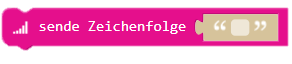 sende Zeichenfolge “ ”